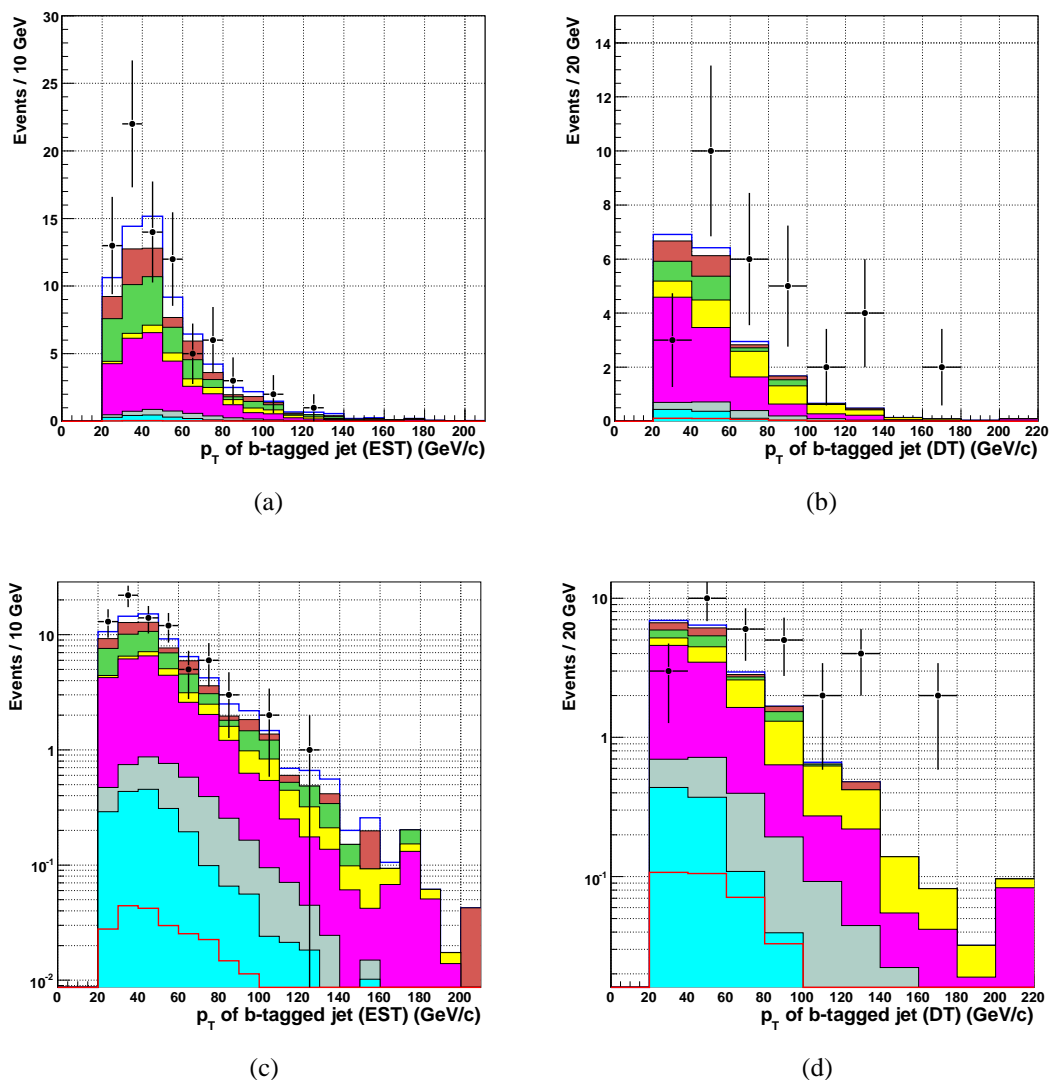 Events / 10 GeV
30
25
20
15
10
5
0
0 20 40 60 80 100 120 140 160 180 200
p_T of b-tagged jet (EST) (GeV/c)
(a)
Events / 20 GeV
14
12
10
8
6
4
2
0
0 20 40 60 80 100 120 140 160 180 200 220
p_T of b-tagged jet (DT) (GeV/c)
(b)
Events / 10 GeV
10
1
10^-1
10^-2
0 20 40 60 80 100 120 140 160 180 200
p_T of b-tagged jet (EST) (GeV/c)
(c)
Events / 20 GeV
10
1
10^-1
0 20 40 60 80 100 120 140 160 180 200 220
p_T of b-tagged jet (DT) (GeV/c)
(d)